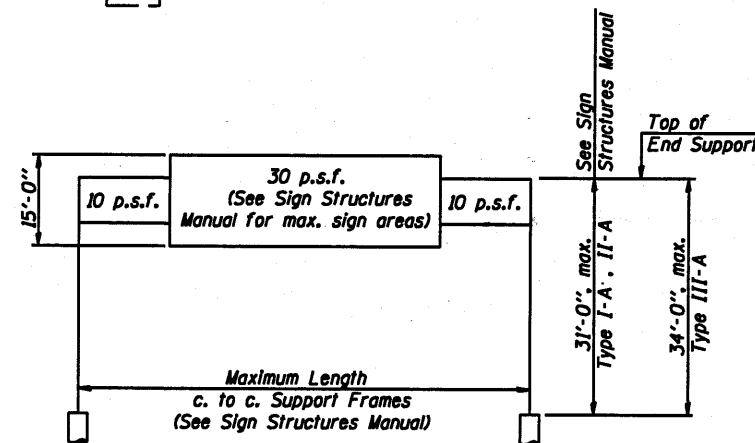 See Sign
Structures Manual
Top of
End Support
15'-0"
10 p.s.f.
30 p.s.f.
(See Sign Structures
Manual for max. sign areas)
10 p.s.f.
31'-0", max.
Type I-A, II-A
34'-0", max.
Type III-A
Maximum Length
c. to c. Support Frames
(See Sign Structures Manual)